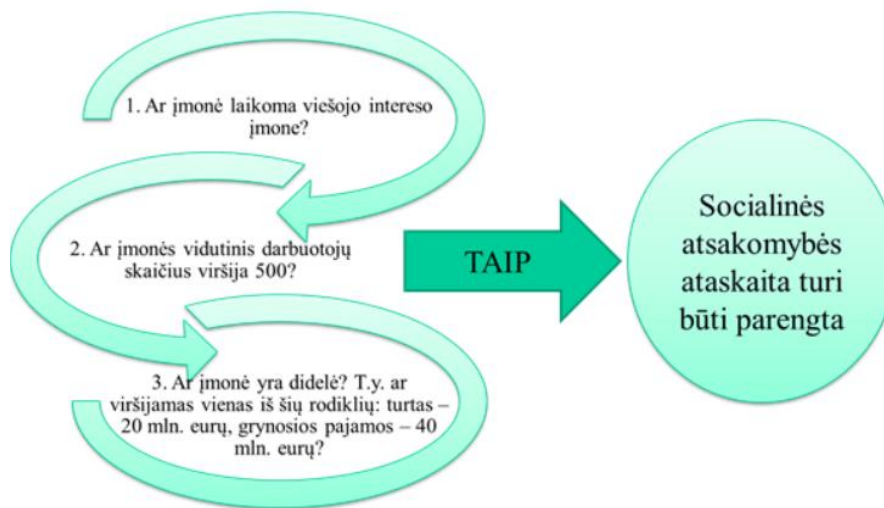 1. Ar įmonė laikoma viešojo intereso
įmone?
2. Ar įmonės vidutinis darbuotojų
skaičius viršija 500?
3. Ar įmonė yra didelė? T.y. ar
viršijamas vienas iš šių rodiklių: turtas –
20 mln. eurų, grynosios pajamos – 40
mln. eurų?
TAIP
Socialinės
atsakomybės
ataskaita turi
būti parengta